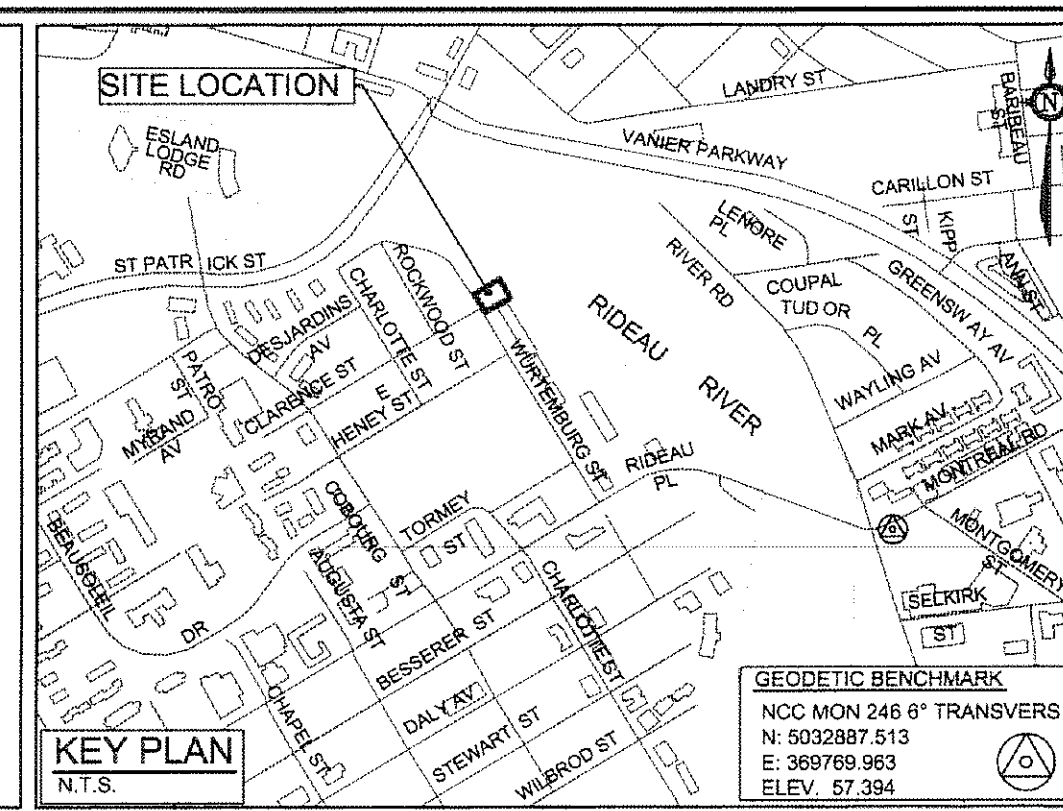 SITE LOCATION
LANDRY ST
BARIBEAU
ST
N
ESLAND
LODGE
RD
VANIER PARKWAY
CARILLON ST
KIPP
ST
LENORE
PL
ANN ST
ST PATRICK ST
ROCKWOOD ST
CHARLOTTE ST
DESJARDINS
AV
RIVER RD
COUPAL
TUDOR
PL
GREENSWAY AV
RIDEAU
RIVER
PATRO
ST
CLARENCE ST
E
HENEY ST
WURTEMBURG ST
WAYLING AV
MYRAND
AV
MARK AV
MONTREAL RD
RIDEAU
PL
COBOURG ST
TORMEY
ST
BEAUSOLEIL
DR
AUGUSTA ST
CHARLOTTE ST
MONTGOMERY
ST
SELKIRK
ST
BESSERER ST
CHAPEL ST
DALY AV
STEWART ST
WILBROD ST
KEY PLAN
N.T.S.
GEODETIC BENCHMARK
NCC MON 246 6° TRANSVERS
N: 5032887.513
E: 369769.963
ELEV. 57.394